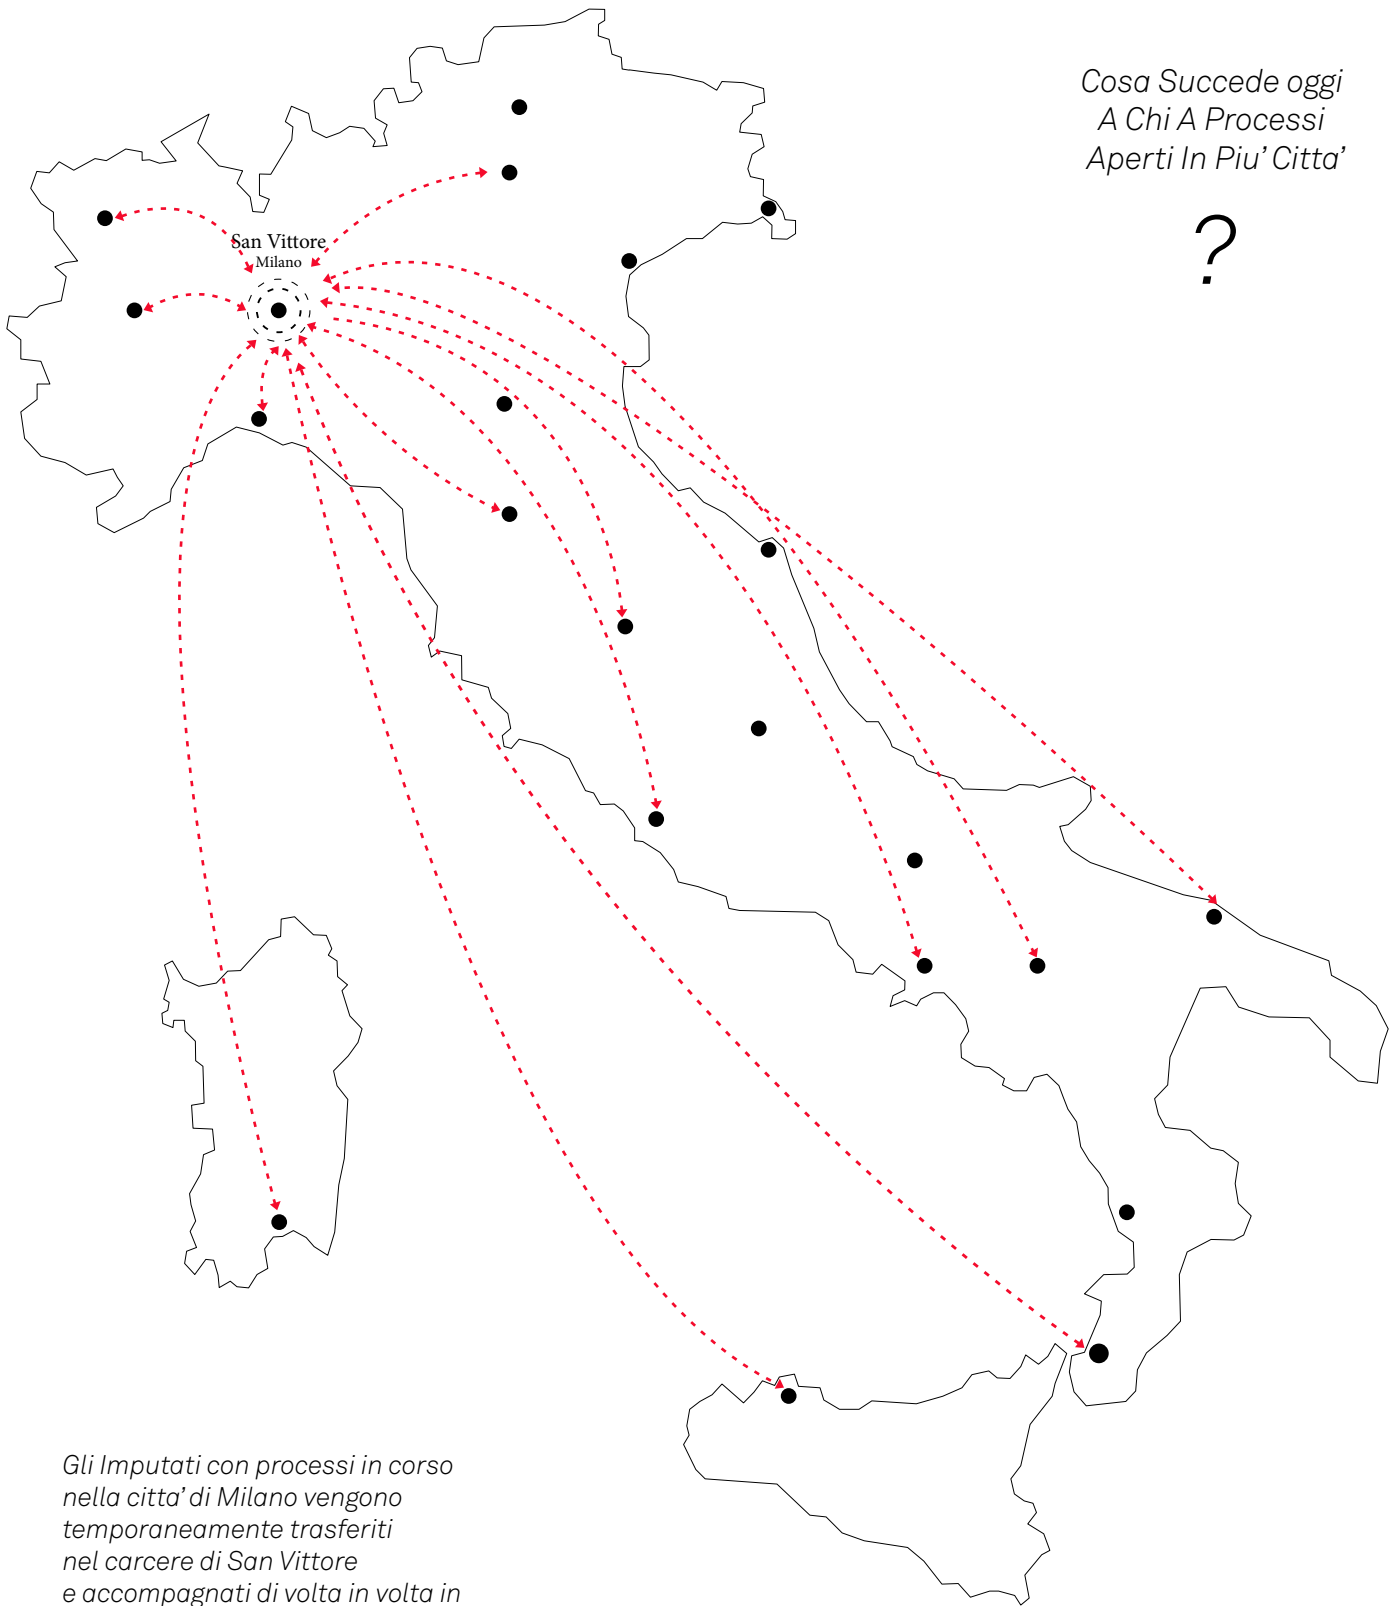 Cosa Succede oggi
A Chi A Processi
Aperti In Piu' Citta'
?
San Vittore
Milano
Gli Imputati con processi in corso
nella citta' di Milano vengono
temporaneamente trasferiti
nel carcere di San Vittore
e accompagnati di volta in volta in